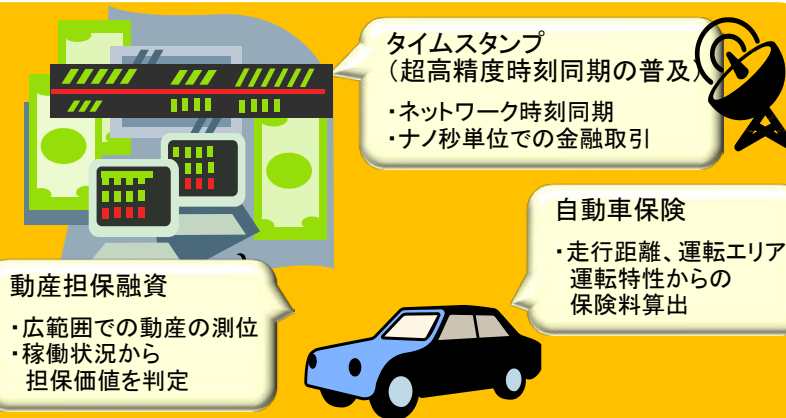 タイムスタンプ
(超高精度時刻同期の普及)
・ネットワーク時刻同期
・ナノ秒単位での金融取引
自動車保険
・走行距離、運転エリア
運転特性からの
保険料算出
動産担保融資
・広範囲での動産の測位
・稼働状況から
担保価値を判定